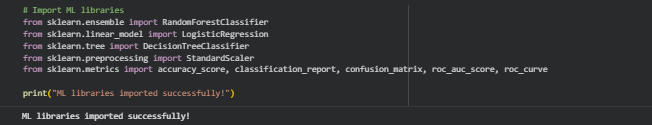 # Import ML libraries
from sklearn.ensemble import RandomForestClassifier
from sklearn.linear_model import LogisticRegression
from sklearn.tree import DecisionTreeClassifier
from sklearn.preprocessing import StandardScaler
from sklearn.metrics import accuracy_score, classification_report, confusion_matrix, roc_auc_score, roc_curve
print("ML libraries imported successfully!")
ML libraries imported successfully!